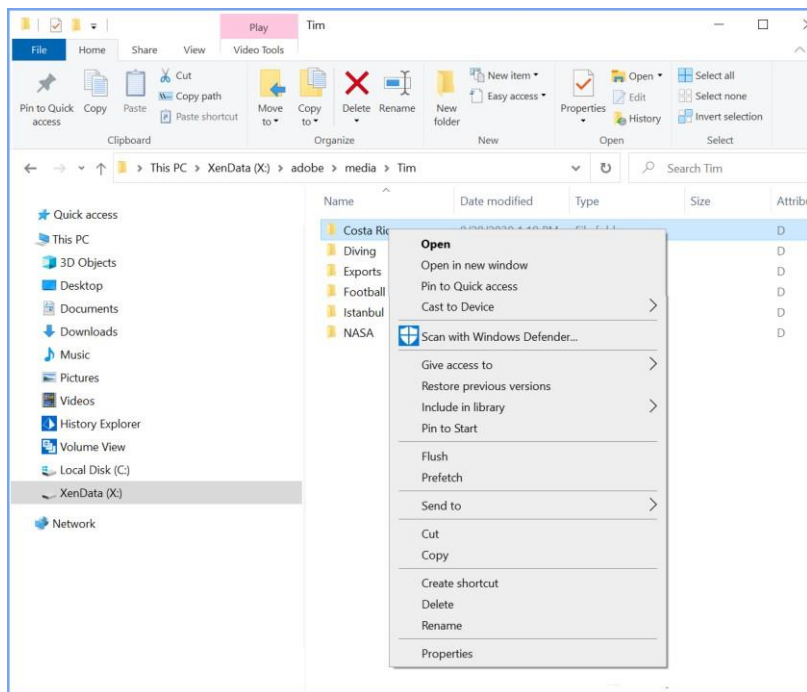 Play Tim
File Home Share View Video Tools
Pin to Quick access
Copy
Paste
Cut
Copy path
Paste shortcut
Clipboard
Move to
Copy to
Delete
Rename
Organize
New folder
New item
Easy access
New
Properties
Open
Edit
History
Open
Select all
Select none
Invert selection
Select
This PC > XenData (X:) > adobe > media > Tim
Search Tim
Name Date modified Type Size Attribu
Quick access
This PC
3D Objects
Desktop
Documents
Downloads
Music
Pictures
Videos
History Explorer
Volume View
Local Disk (C:)
XenData (X:)
Network
Costa Ric D
Diving D
Exports D
Football D
Istanbul D
NASA D
Open
Open in new window
Pin to Quick access
Cast to Device
Scan with Windows Defender...
Give access to
Restore previous versions
Include in library
Pin to Start
Flush
Prefetch
Send to
Cut
Copy
Create shortcut
Delete
Rename
Properties